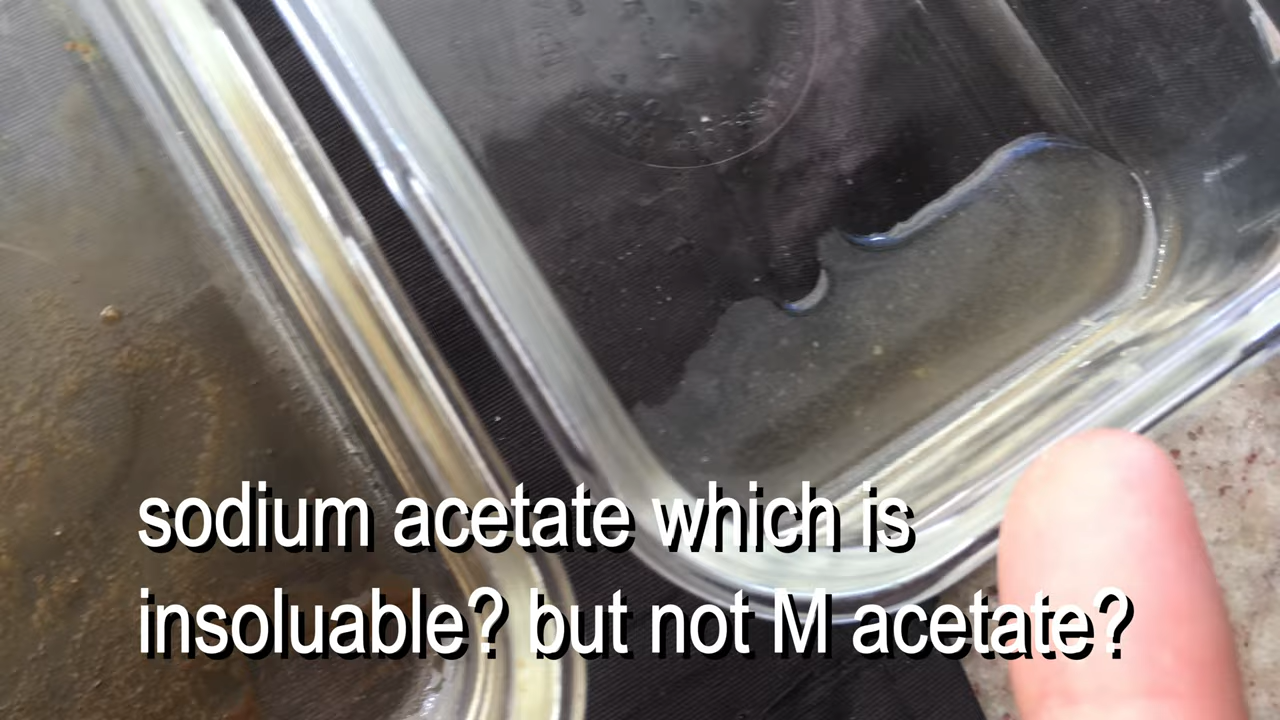 sodium acetate which is
insoluable? but not M acetate?